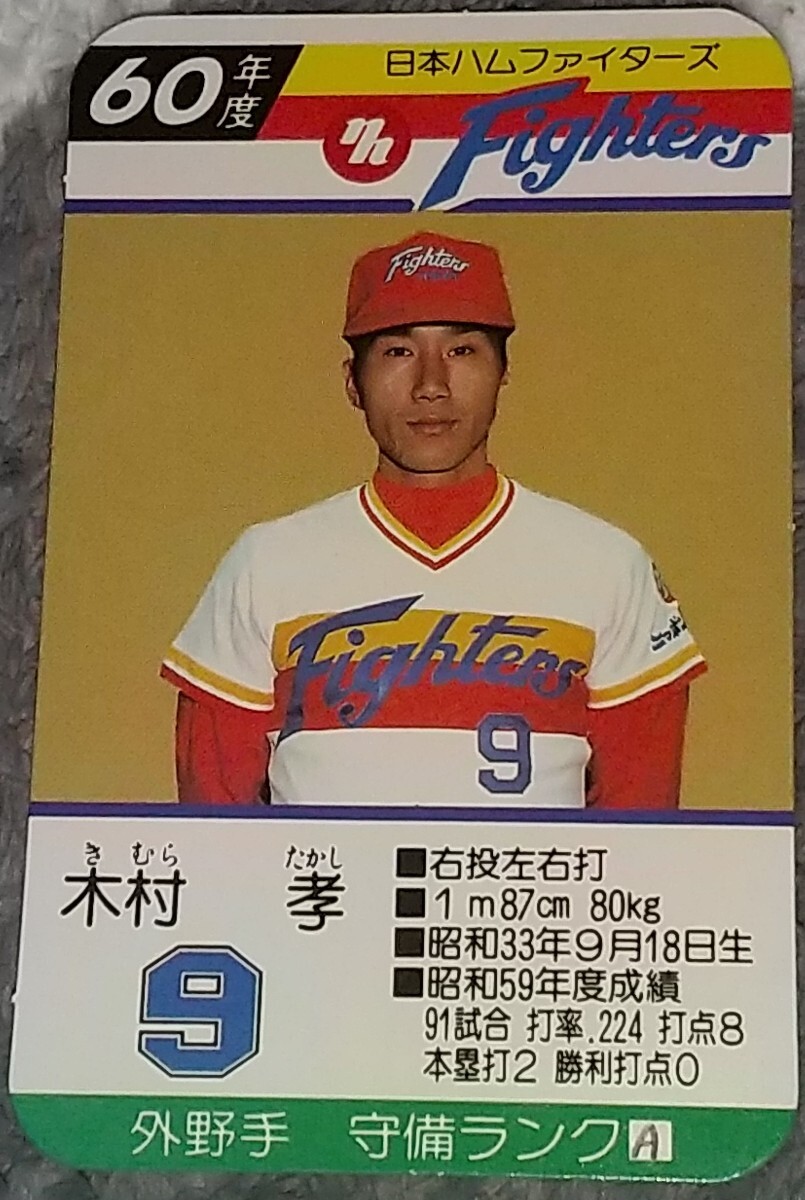 60年度
日本ハムファイターズ
nh
Fighters
Fighters
Fighters
9
きむら たかし
木村 孝
9
■右投左右打
■1m87cm 80kg
■昭和33年9月18日生
■昭和59年度成績
91試合 打率.224 打点8
本塁打2 勝利打点0
外野手 守備ランクA